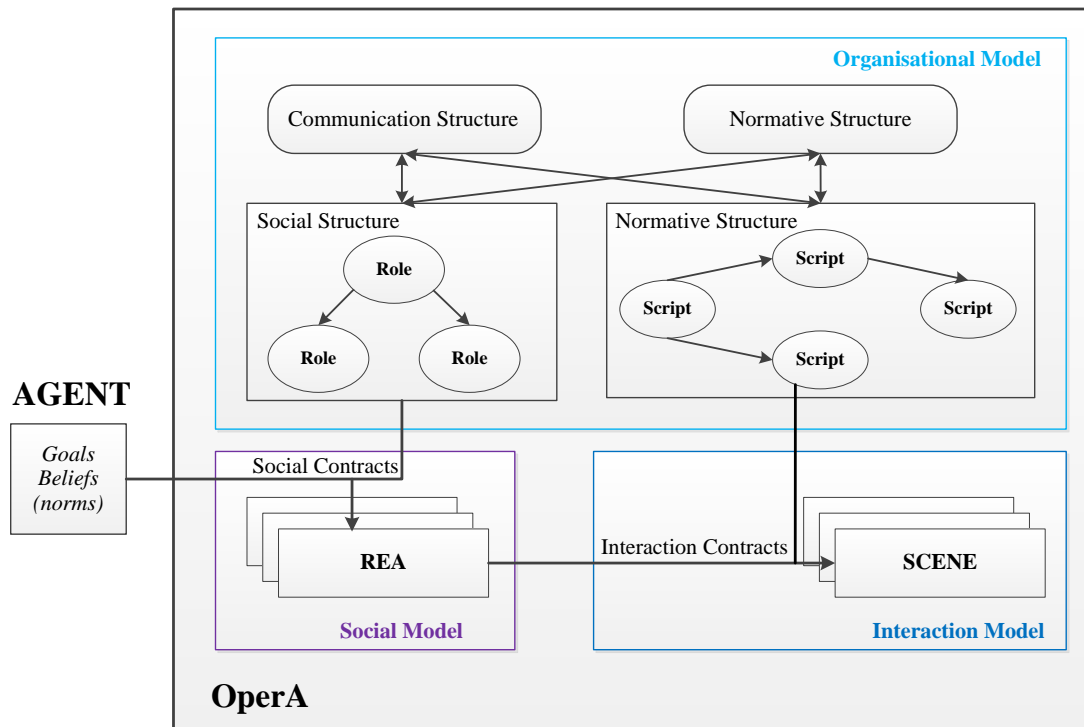 Organisational Model
Communication Structure
Normative Structure
Social Structure
Role
Role
Role
Normative Structure
Script
Script
Script
Script
AGENT
Goals
Beliefs
(norms)
Social Contracts
REA
Social Model
Interaction Contracts
SCENE
Interaction Model
OperA